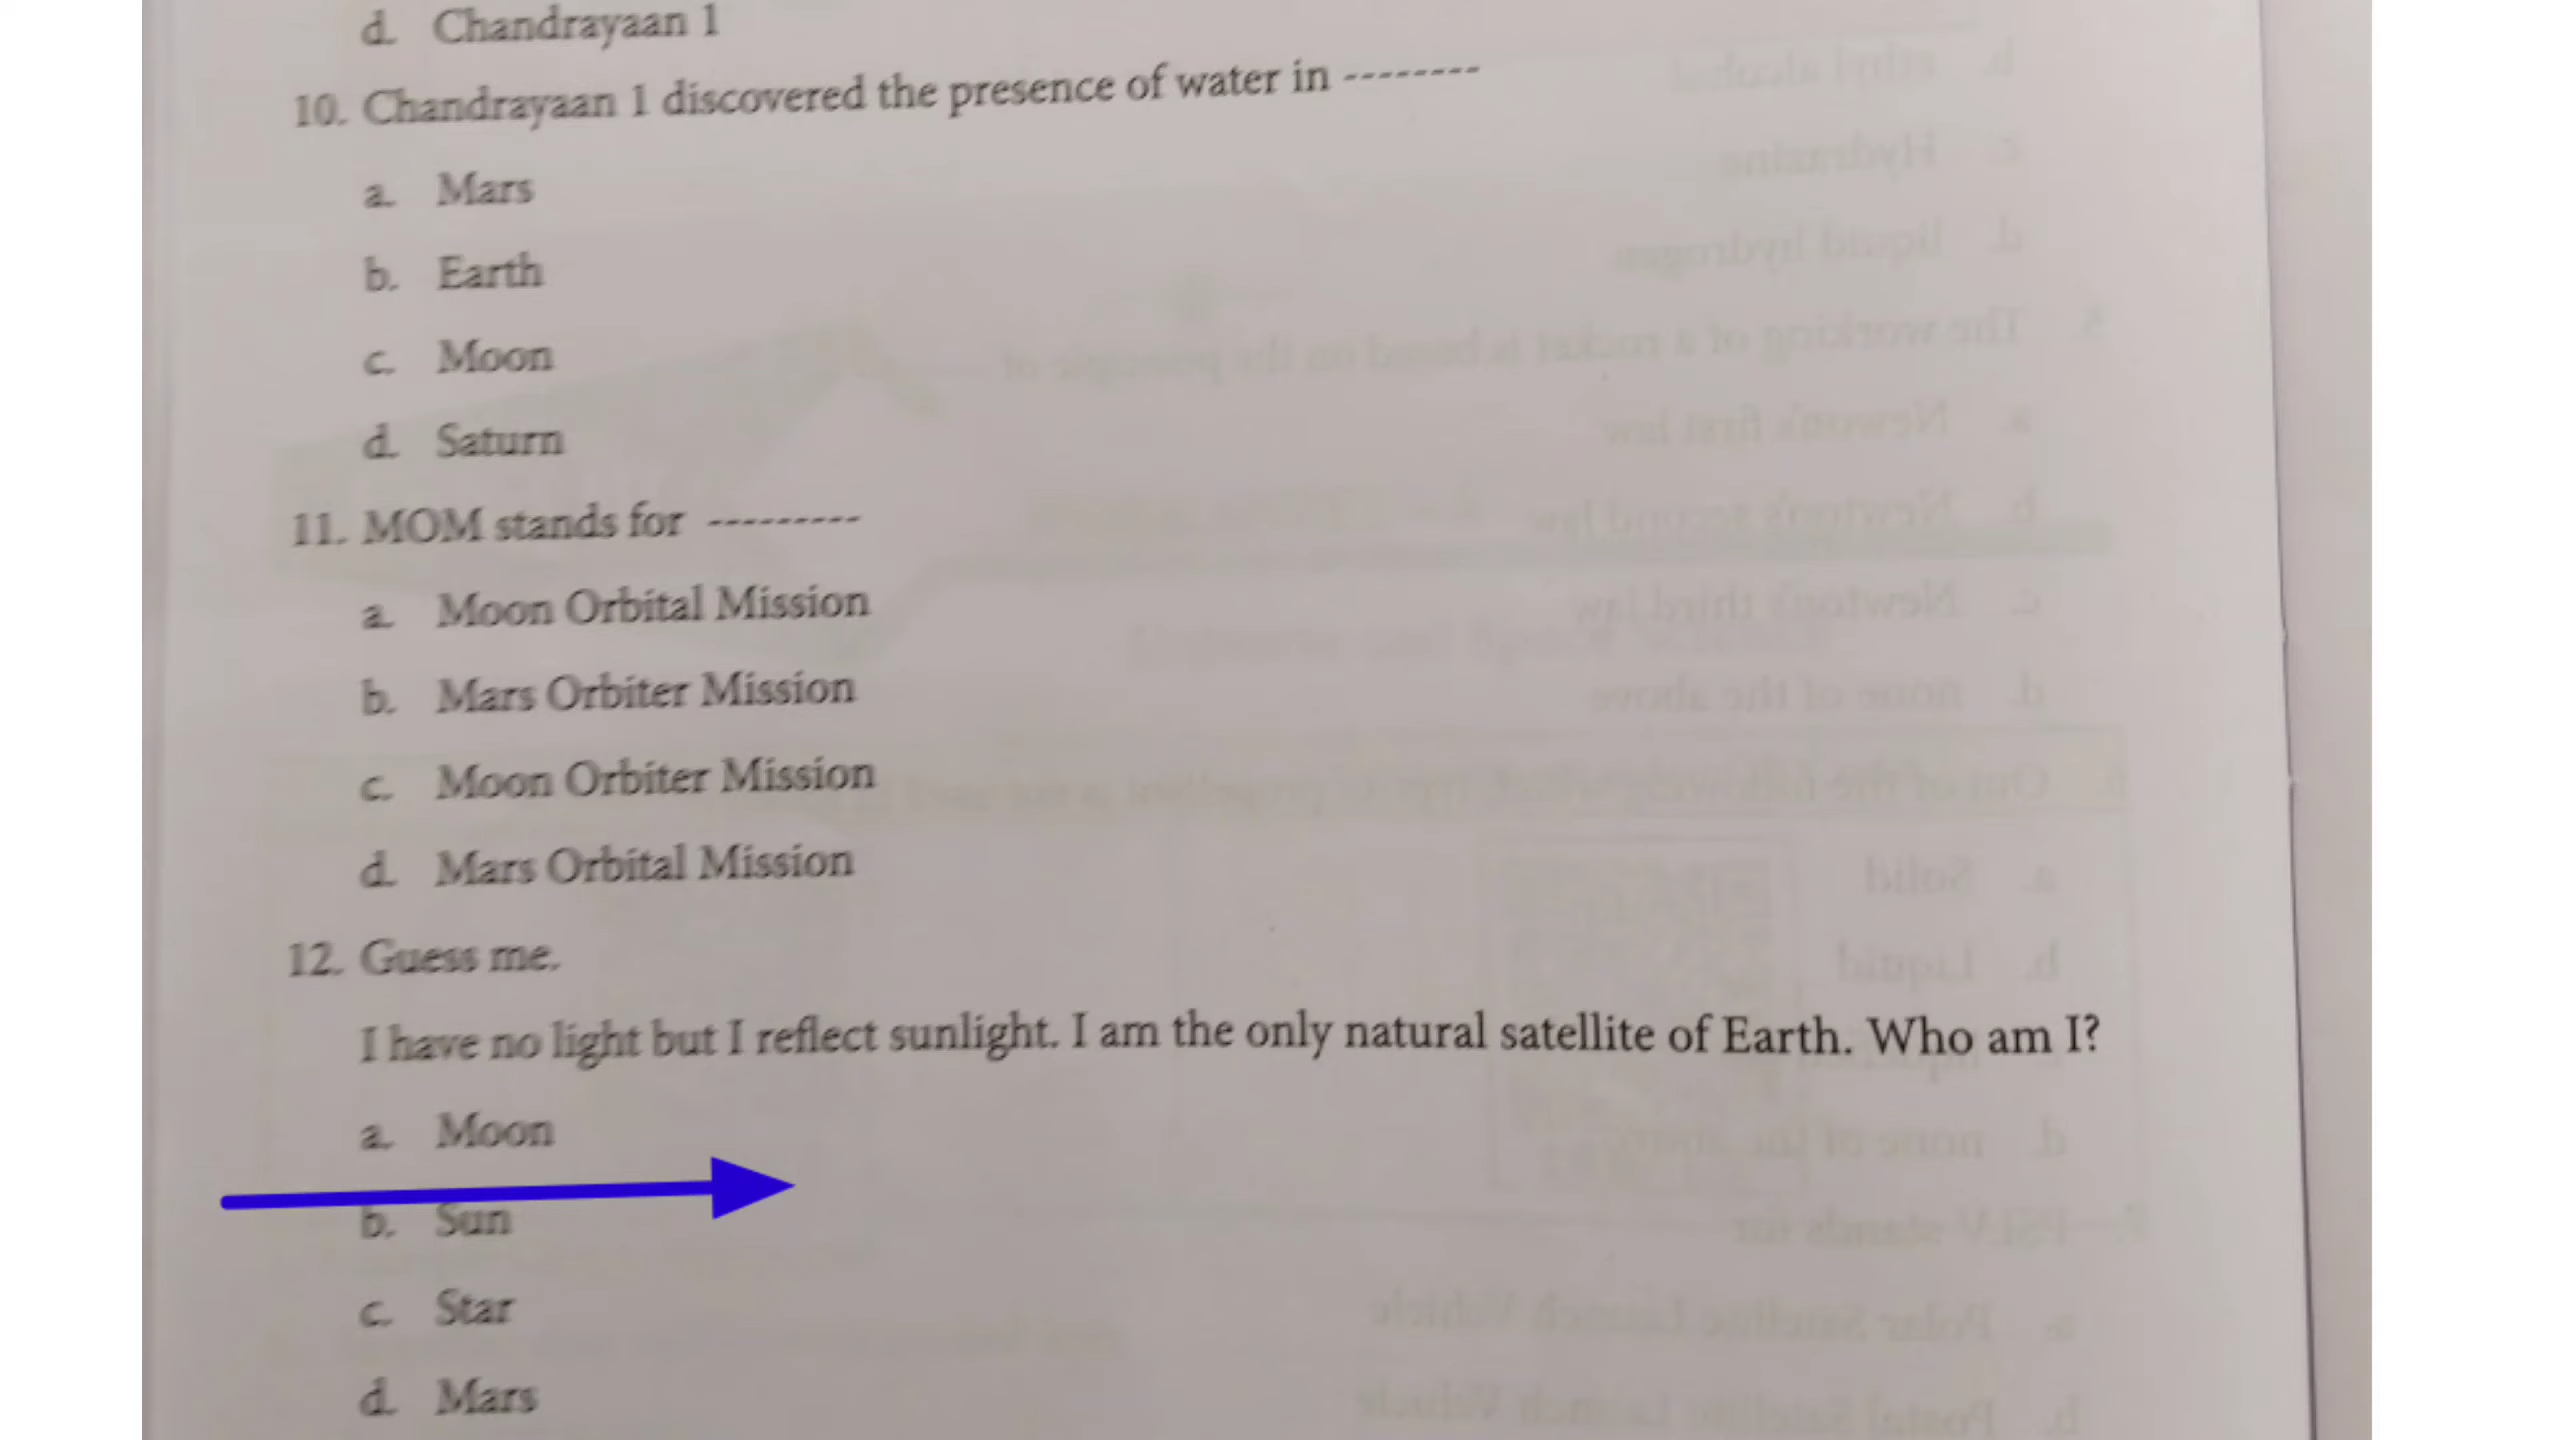 d. Chandrayaan 1
10. Chandrayaan 1 discovered the presence of water in --------
a. Mars
b. Earth
c. Moon
d. Saturn
11. MOM stands for ---------
a. Moon Orbital Mission
b. Mars Orbiter Mission
c. Moon Orbiter Mission
d. Mars Orbital Mission
12. Guess me.
I have no light but I reflect sunlight. I am the only natural satellite of Earth. Who am I?
a. Moon
b. Sun
c. Star
d. Mars